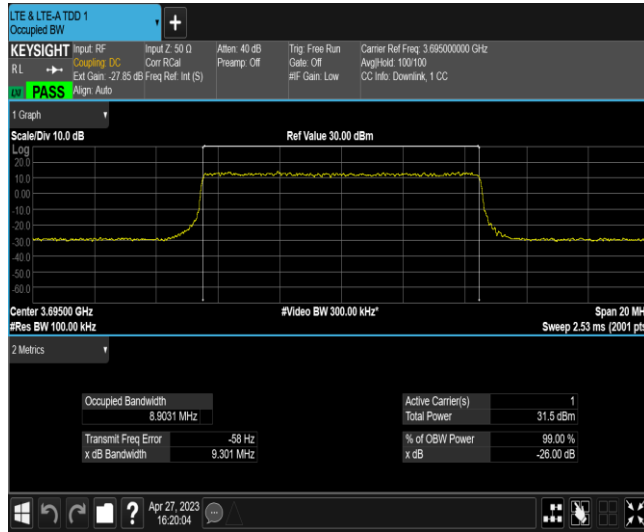 LTE & LTE-A TDD 1
Occupied BW
KEYSIGHT
RL
PASS
Input: RF
Coupling: DC
Ext Gain: -27.85 dB
Align: Auto
Input Z: 50 Ω
Corr RCal
Freq Ref: Int (S)
Atten: 40 dB
Preamp: Off
Trig: Free Run
Gate: Off
#IF Gain: Low
Carrier Ref Freq: 3.695000000 GHz
Avg|Hold: 100/100
CC Info: Downlink, 1 CC
1 Graph
Scale/Div 10.0 dB
Ref Value 30.00 dBm
Log
20.0
10.0
0.00
-10.0
-20.0
-30.0
-40.0
-50.0
-60.0
Center 3.69500 GHz
#Video BW 300.00 kHz*
Span 20 MH
#Res BW 100.00 kHz
Sweep 2.53 ms (2001 pts
2 Metrics
Occupied Bandwidth
8.9031 MHz
Transmit Freq Error -58 Hz
x dB Bandwidth 9.301 MHz
Active Carrier(s) 1
Total Power 31.5 dBm
% of OBW Power 99.00 %
x dB -26.00 dB
?
Apr 27, 2023
16:20:04